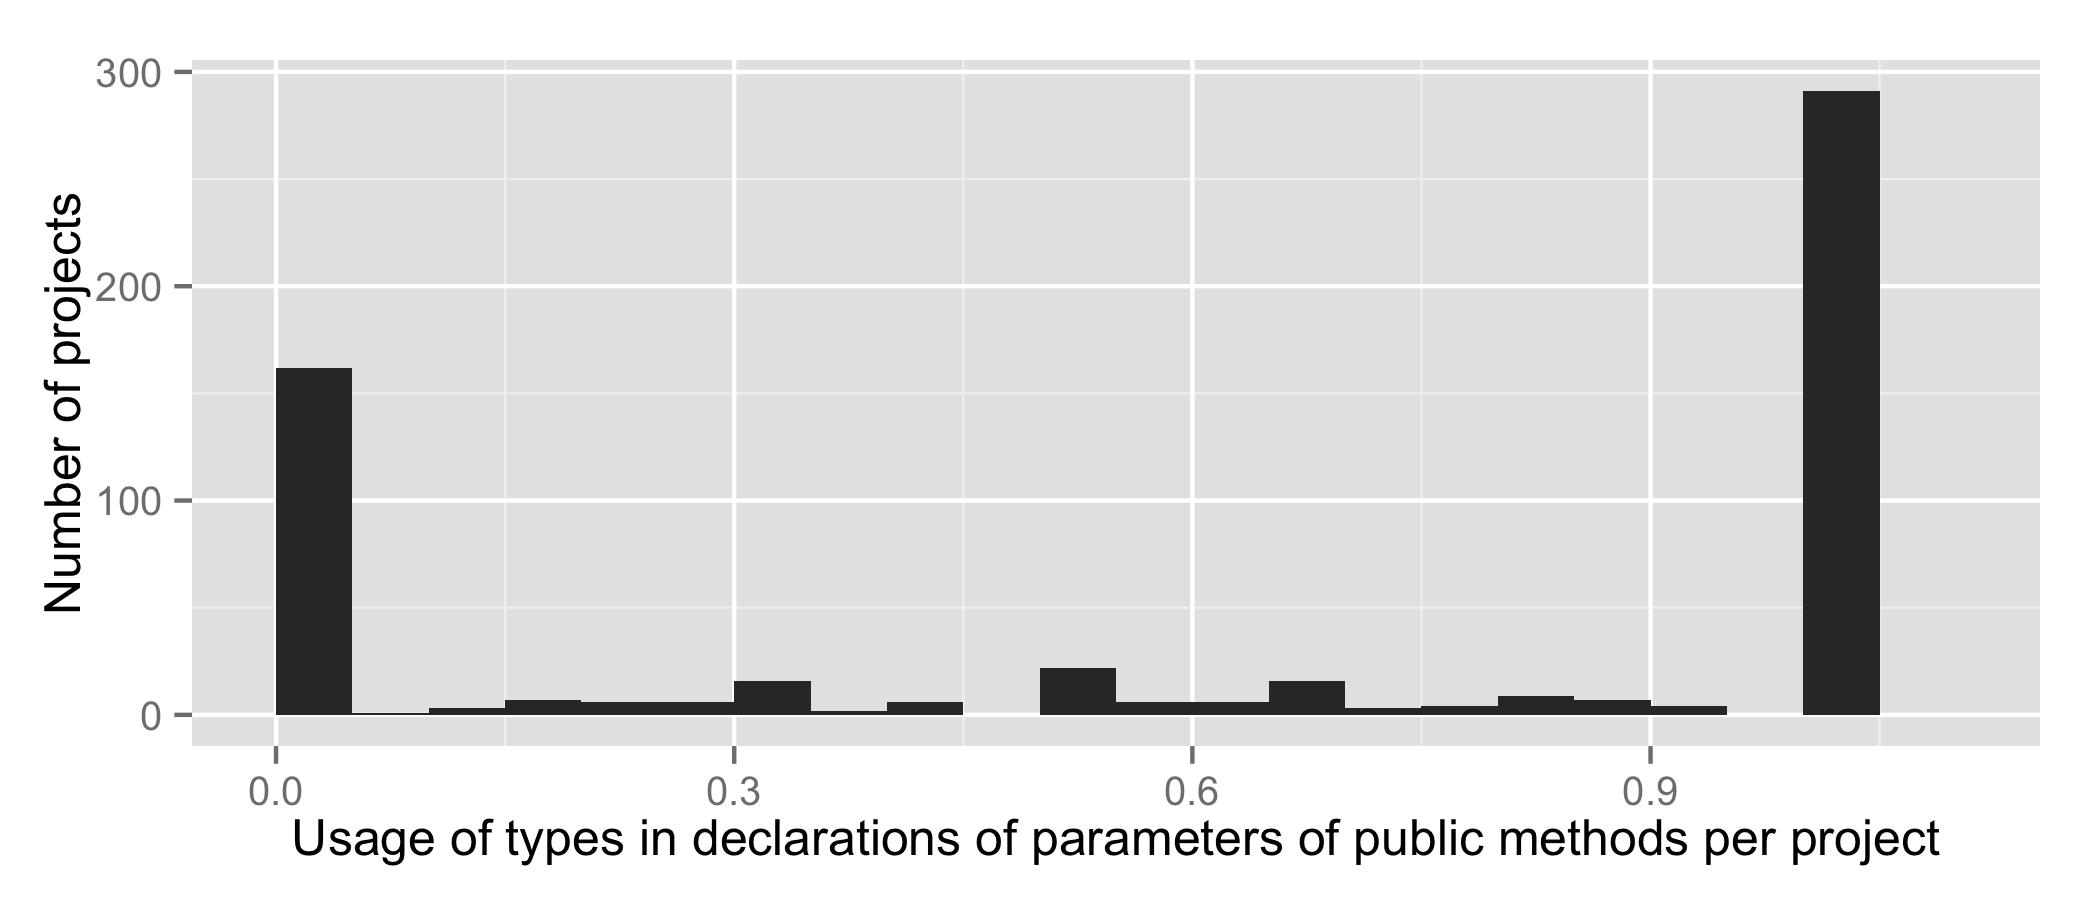 300
200
100
0
Number of projects
0.0 0.3 0.6 0.9
Usage of types in declarations of parameters of public methods per project